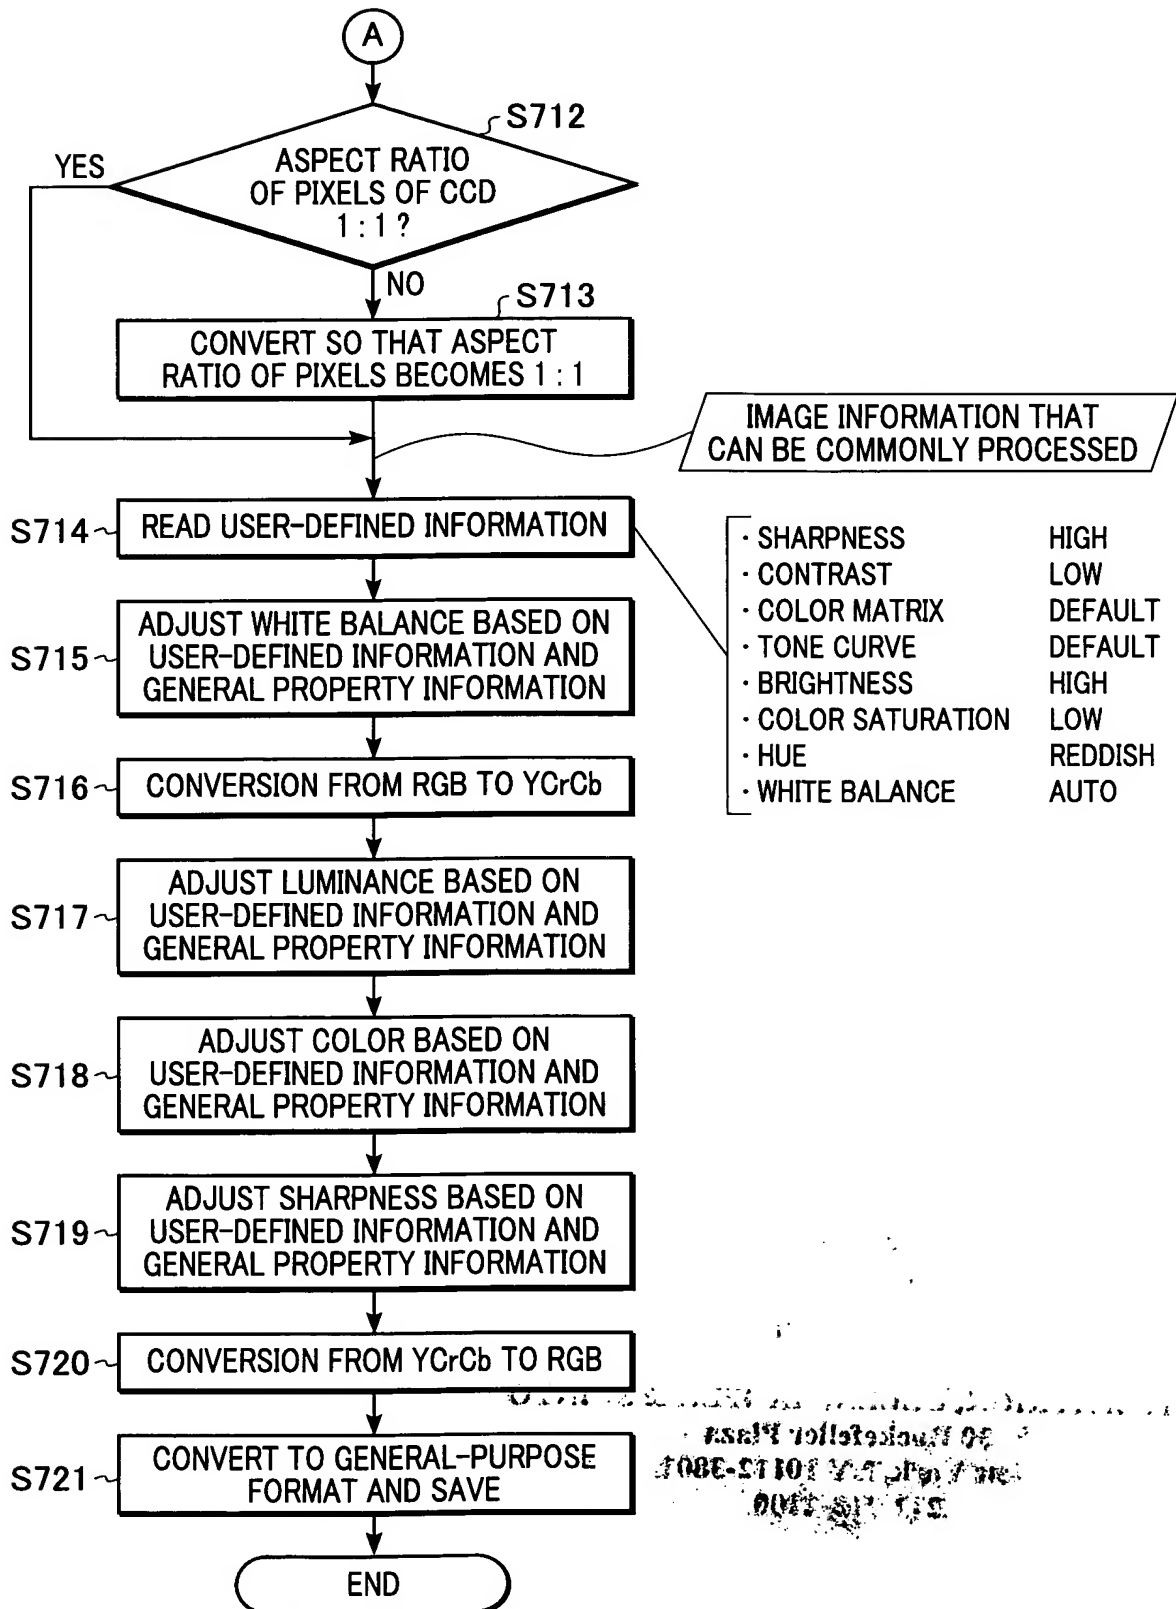 A
S712
YES
ASPECT RATIO
OF PIXELS OF CCD
1 : 1 ?
NO
S713
CONVERT SO THAT ASPECT
RATIO OF PIXELS BECOMES 1 : 1
IMAGE INFORMATION THAT
CAN BE COMMONLY PROCESSED
S714
READ USER-DEFINED INFORMATION
· SHARPNESS HIGH
· CONTRAST LOW
· COLOR MATRIX DEFAULT
· TONE CURVE DEFAULT
· BRIGHTNESS HIGH
· COLOR SATURATION LOW
· HUE REDDISH
· WHITE BALANCE AUTO
S715
ADJUST WHITE BALANCE BASED ON
USER-DEFINED INFORMATION AND
GENERAL PROPERTY INFORMATION
S716
CONVERSION FROM RGB TO YCrCb
S717
ADJUST LUMINANCE BASED ON
USER-DEFINED INFORMATION AND
GENERAL PROPERTY INFORMATION
S718
ADJUST COLOR BASED ON
USER-DEFINED INFORMATION AND
GENERAL PROPERTY INFORMATION
S719
ADJUST SHARPNESS BASED ON
USER-DEFINED INFORMATION AND
GENERAL PROPERTY INFORMATION
S720
CONVERSION FROM YCrCb TO RGB
S721
CONVERT TO GENERAL-PURPOSE
FORMAT AND SAVE
END
Rockefeller Plaza
10112-3801